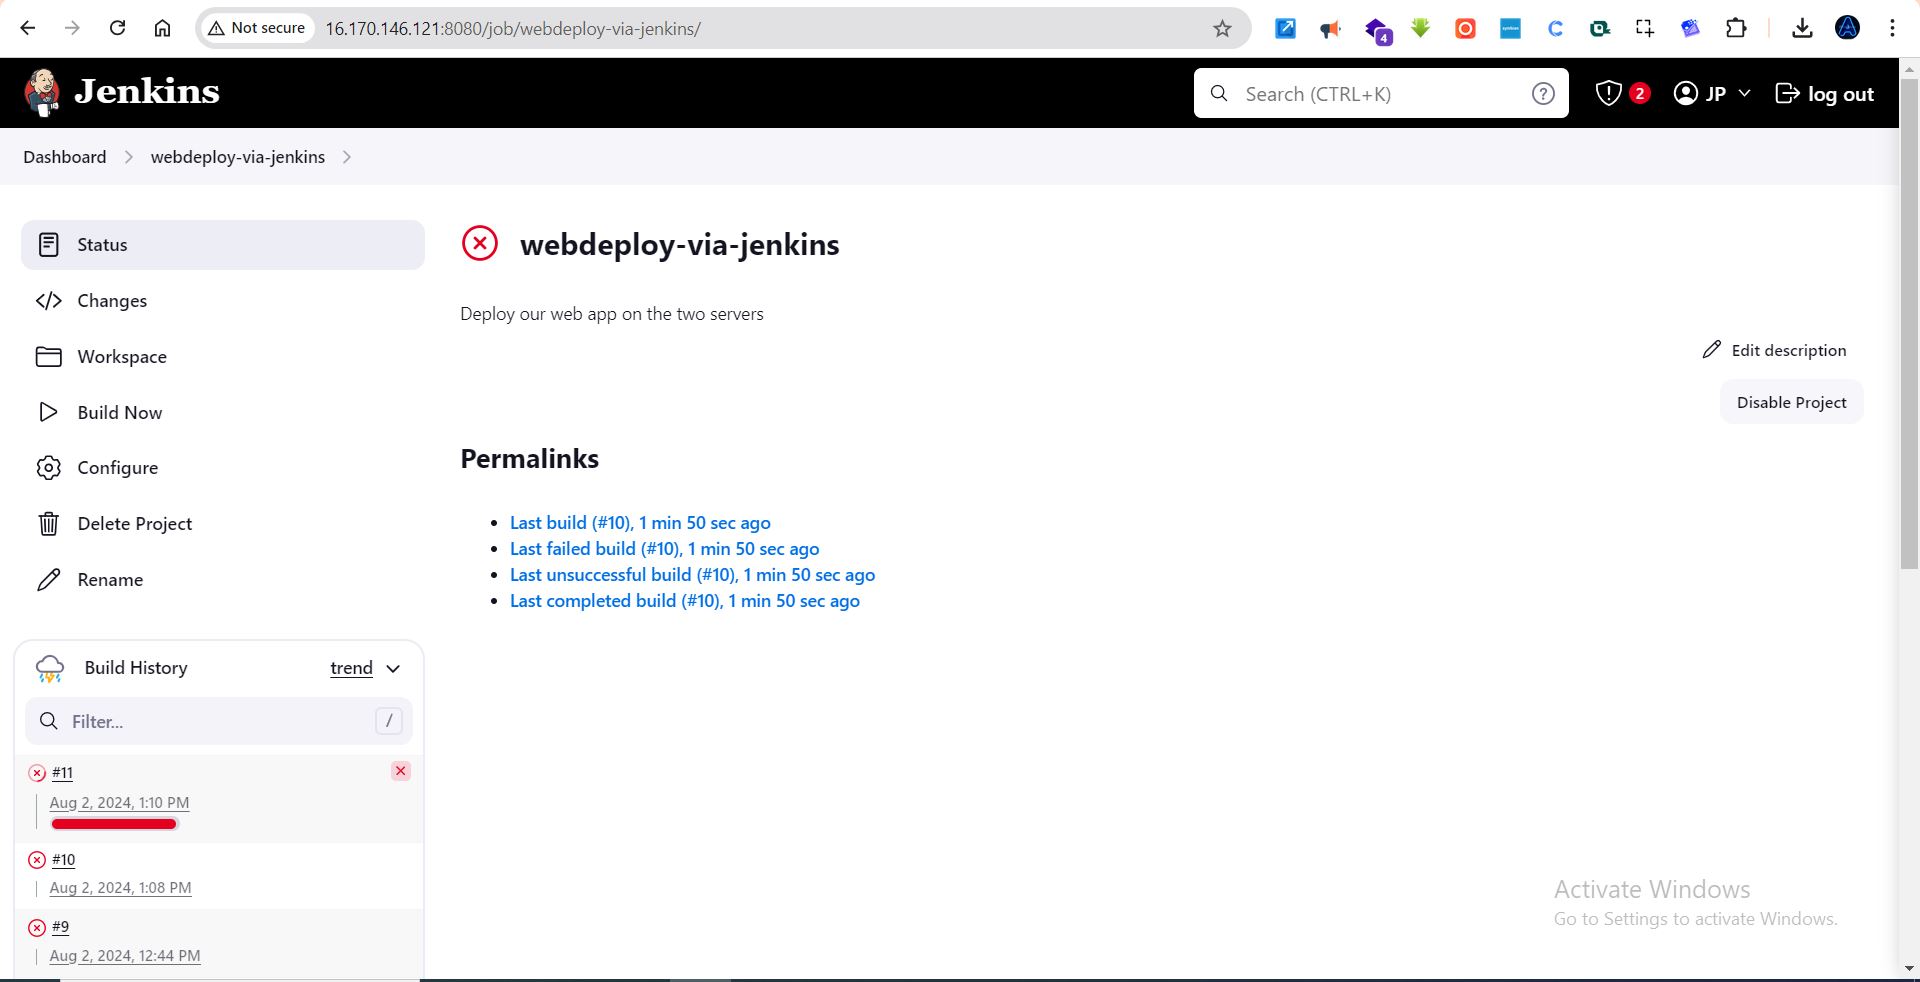 Not secure
16.170.146.121:8080/job/webdeploy-via-jenkins/
4
Jenkins
Search (CTRL+K)
2
JP
log out
Dashboard
webdeploy-via-jenkins
Status
Changes
Workspace
Build Now
Configure
Delete Project
Rename
webdeploy-via-jenkins
Deploy our web app on the two servers
Edit description
Disable Project
Permalinks
Last build (#10), 1 min 50 sec ago
Last failed build (#10), 1 min 50 sec ago
Last unsuccessful build (#10), 1 min 50 sec ago
Last completed build (#10), 1 min 50 sec ago
Build History
trend
Filter...
/
#11
Aug 2, 2024, 1:10 PM
#10
Aug 2, 2024, 1:08 PM
#9
Aug 2, 2024, 12:44 PM
Activate Windows
Go to Settings to activate Windows.